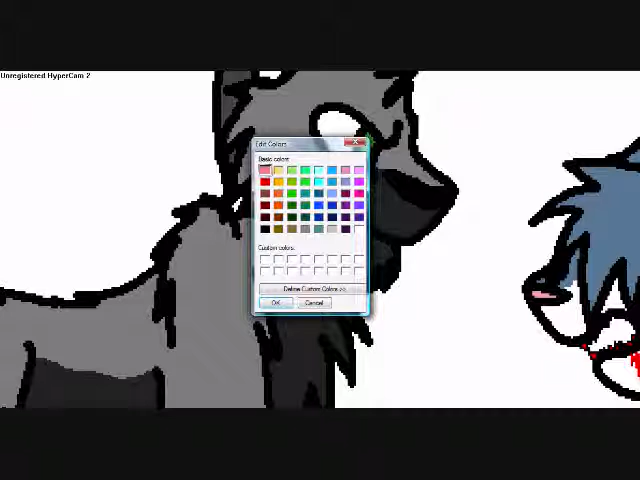 Unregistered HyperCam 2
Edit Colors
Basic colors:
Custom colors:
Define Custom Colors >>
OK
Cancel